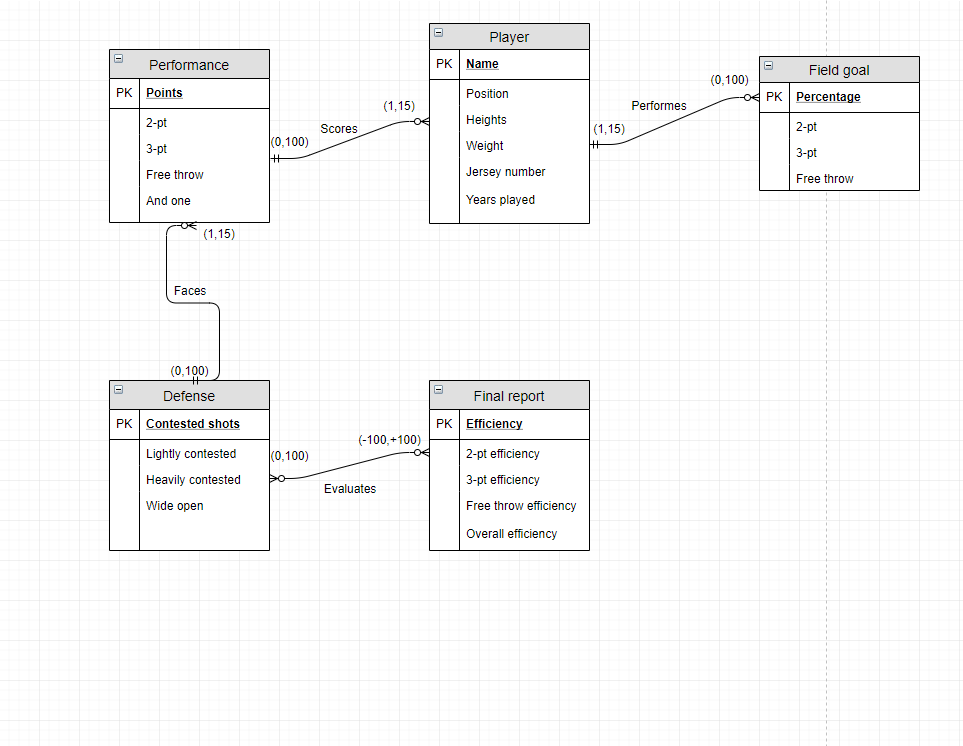 Performance
PK Points
2-pt
3-pt
Free throw
And one
(0,100)
Scores
(1,15)
Player
PK Name
Position
Heights
Weight
Jersey number
Years played
(1,15)
Performes
(0,100)
Field goal
PK Percentage
2-pt
3-pt
Free throw
(1,15)
Faces
(0,100)
Defense
PK Contested shots
Lightly contested
Heavily contested
Wide open
(0,100)
Evaluates
(-100,+100)
Final report
PK Efficiency
2-pt efficiency
3-pt efficiency
Free throw efficiency
Overall efficiency